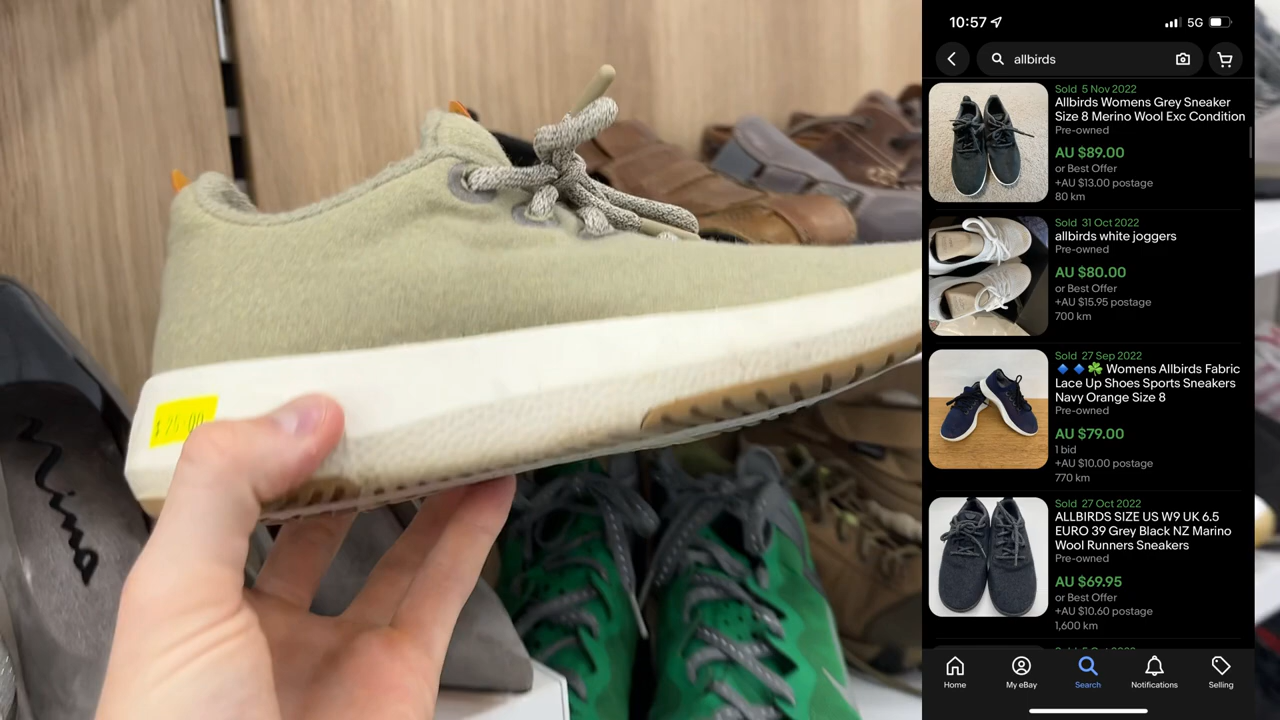 $25.00
10:57
5G
allbirds
Sold 5 Nov 2022
Allbirds Womens Grey Sneaker
Size 8 Merino Wool Exc Condition
Pre-owned
AU $89.00
or Best Offer
+AU $13.00 postage
80 km
Sold 31 Oct 2022
allbirds white joggers
Pre-owned
AU $80.00
or Best Offer
+AU $15.95 postage
700 km
Sold 27 Sep 2022
🔷🔷☘️ Womens Allbirds Fabric
Lace Up Shoes Sports Sneakers
Navy Orange Size 8
Pre-owned
AU $79.00
1 bid
+AU $10.00 postage
770 km
Sold 27 Oct 2022
ALLBIRDS SIZE US W9 UK 6.5
EURO 39 Grey Black NZ Marino
Wool Runners Sneakers
Pre-owned
AU $69.95
or Best Offer
+AU $10.60 postage
1,600 km
Home
My eBay
Search
Notifications
Selling